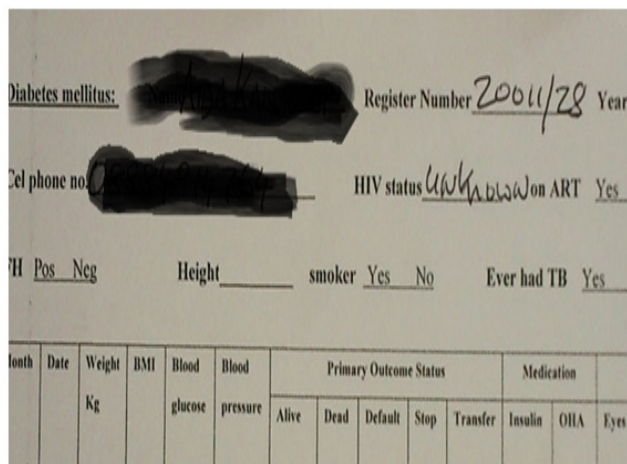 Diabetes mellitus: Register Number 20011/28 Year
Cel phone no. HIV status Unknown on ART Yes
FH Pos Neg Height smoker Yes No Ever had TB Yes
Month Date Weight Kg BMI Blood glucose Blood pressure Primary Outcome Status Medication
Alive Dead Default Stop Transfer Insulin OHA Eyes